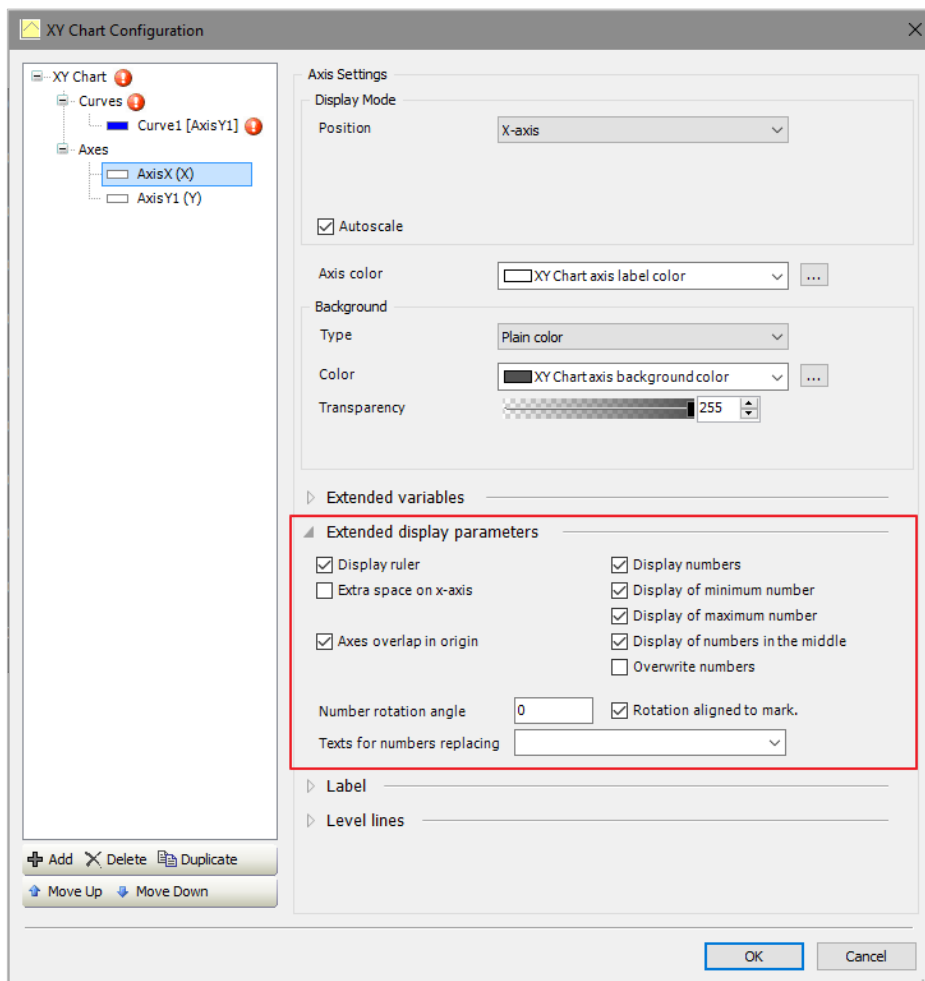 XY Chart Configuration
XY Chart
Curves
Curve1 [AxisY1]
Axes
AxisX (X)
AxisY1 (Y)
Add Delete Duplicate
Move Up Move Down
Axis Settings
Display Mode
Position X-axis
Autoscale
Axis color XY Chart axis label color ...
Background
Type Plain color
Color XY Chart axis background color ...
Transparency 255
Extended variables
Extended display parameters
Display ruler Display numbers
Extra space on x-axis Display of minimum number
Display of maximum number
Axes overlap in origin Display of numbers in the middle
Overwrite numbers
Number rotation angle 0 Rotation aligned to mark.
Texts for numbers replacing
Label
Level lines
OK Cancel